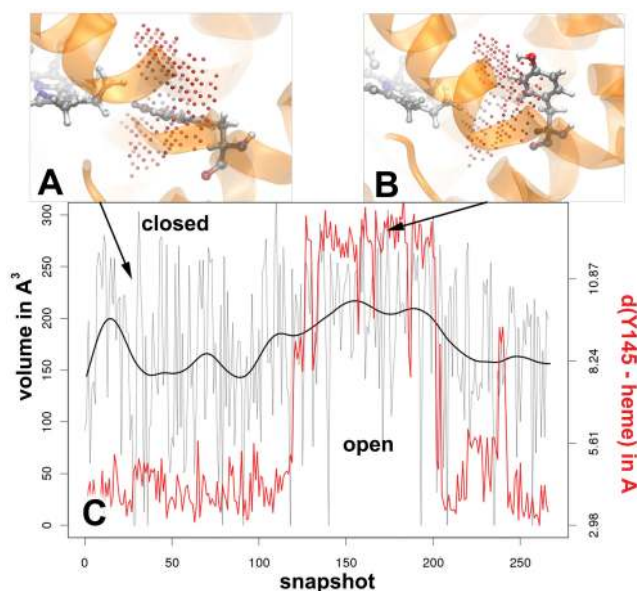 A
B
closed
open
C
volume in A3
0
50
100
150
200
250
300
2.98
5.61
8.24
10.87
d(Y145 - heme) in A
0
50
100
150
200
250
snapshot